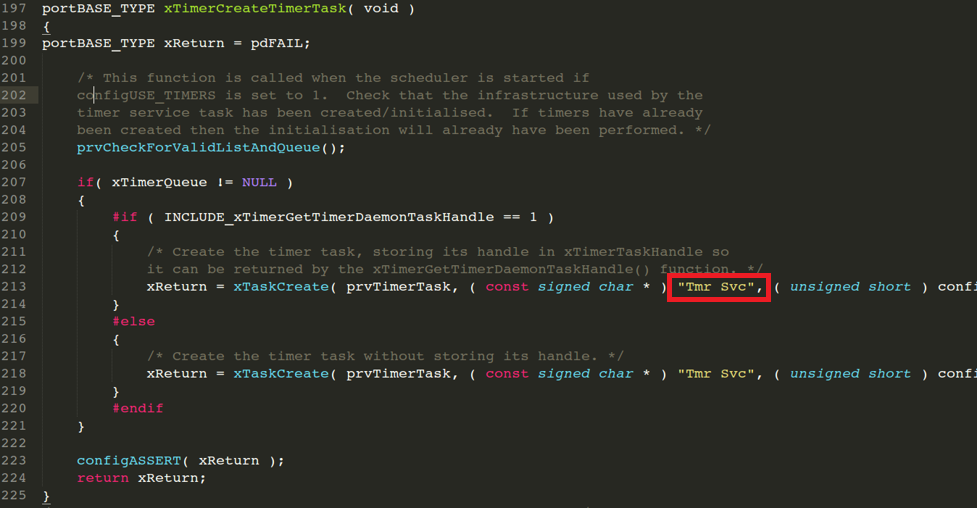 197 portBASE_TYPE xTimerCreateTimerTask( void )
198 {
199 portBASE_TYPE xReturn = pdFAIL;
200
201     /* This function is called when the scheduler is started if
202     configUSE_TIMERS is set to 1.  Check that the infrastructure used by the
203     timer service task has been created/initialised.  If timers have already
204     been created then the initialisation will already have been performed. */
205     prvCheckForValidListAndQueue();
206
207     if( xTimerQueue != NULL )
208     {
209         #if ( INCLUDE_xTimerGetTimerDaemonTaskHandle == 1 )
210         {
211             /* Create the timer task, storing its handle in xTimerTaskHandle so
212             it can be returned by the xTimerGetTimerDaemonTaskHandle() function. */
213             xReturn = xTaskCreate( prvTimerTask, ( const signed char * ) "Tmr Svc", ( unsigned short ) confi
214         }
215         #else
216         {
217             /* Create the timer task without storing its handle. */
218             xReturn = xTaskCreate( prvTimerTask, ( const signed char * ) "Tmr Svc", ( unsigned short ) confi
219         }
220         #endif
221     }
222
223     configASSERT( xReturn );
224     return xReturn;
225 }